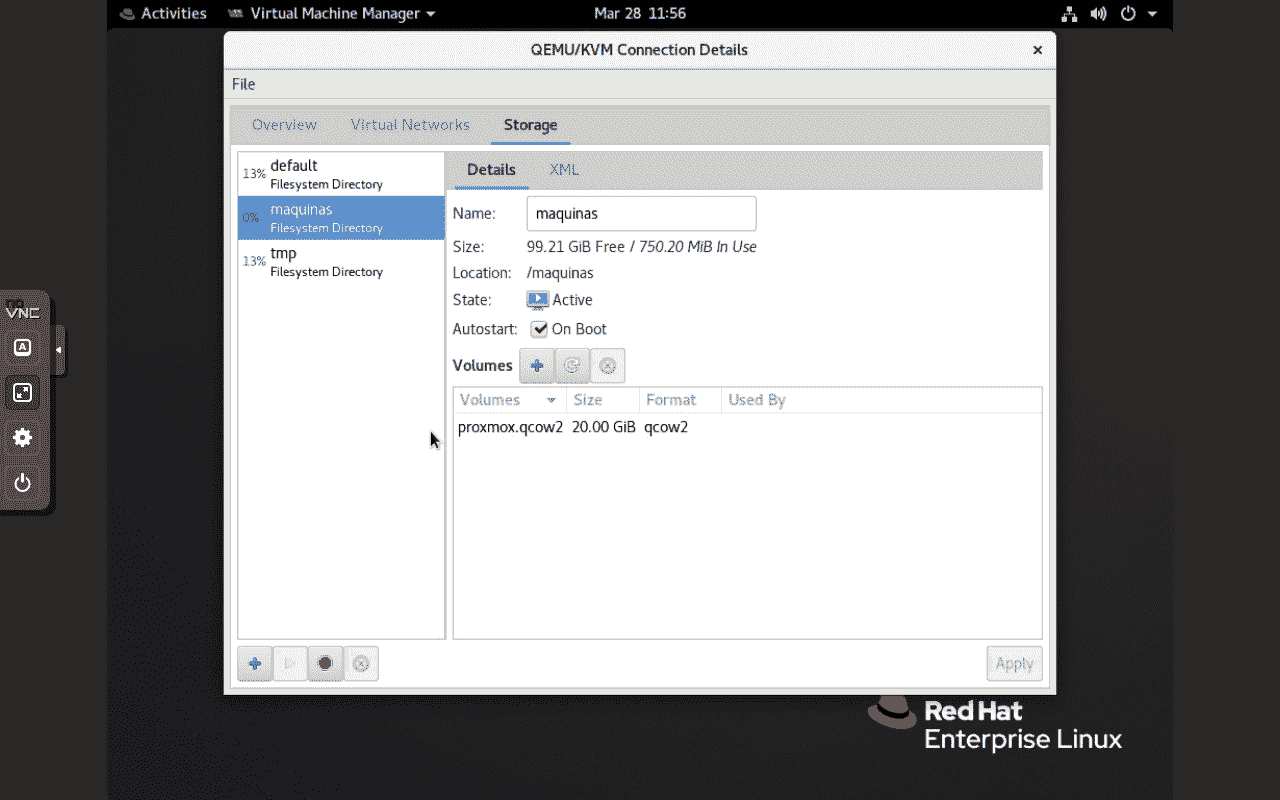 Activities Virtual Machine Manager Mar 28 11:56
QEMU/KVM Connection Details
File
Overview Virtual Networks Storage
13% default
Filesystem Directory
0% maquinas
Filesystem Directory
13% tmp
Filesystem Directory
Details XML
Name: maquinas
Size: 99.21 GiB Free / 750.20 MiB In Use
Location: /maquinas
State: Active
Autostart: On Boot
Volumes
Volumes Size Format Used By
proxmox.qcow2 20.00 GiB qcow2
Apply
no
VNC
A
Red Hat
Enterprise Linux